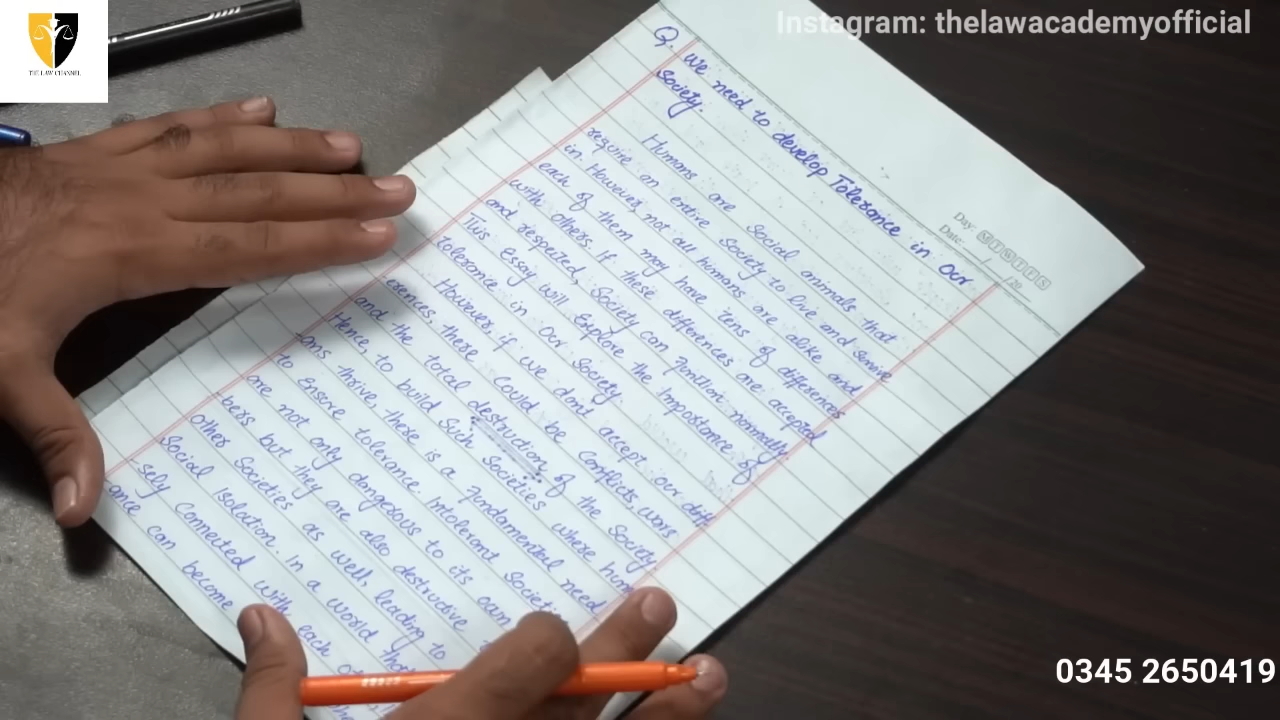 THE LAW CHANNEL
Instagram: thelawacademyofficial
Day:
Date: / /20
Q. We need to develop Tolerance in our
Society.
Humans are Social animals that
require an entire Society to live and
in. However, not all humans are alike and
each of them may have tens of differences
with others. If these differences are accepted
and respected, Society can Function normally.
This Essay will Explore the Importance of
Tolerance in our Society.
However, if we don't accept our diff
erences, there could be conflicts, wars
and the total destruction of the Society.
Hence, to build Such Societies where hum
ans thrive, there is a Fundamental need
to Ensure tolerance. Intolerant Societ
are not only dangerous to its own
bers but they are also destructive
other Societies as well, leading to
Social Isolation. In a world that
sely Connected with each
ance can become
0345 2650419